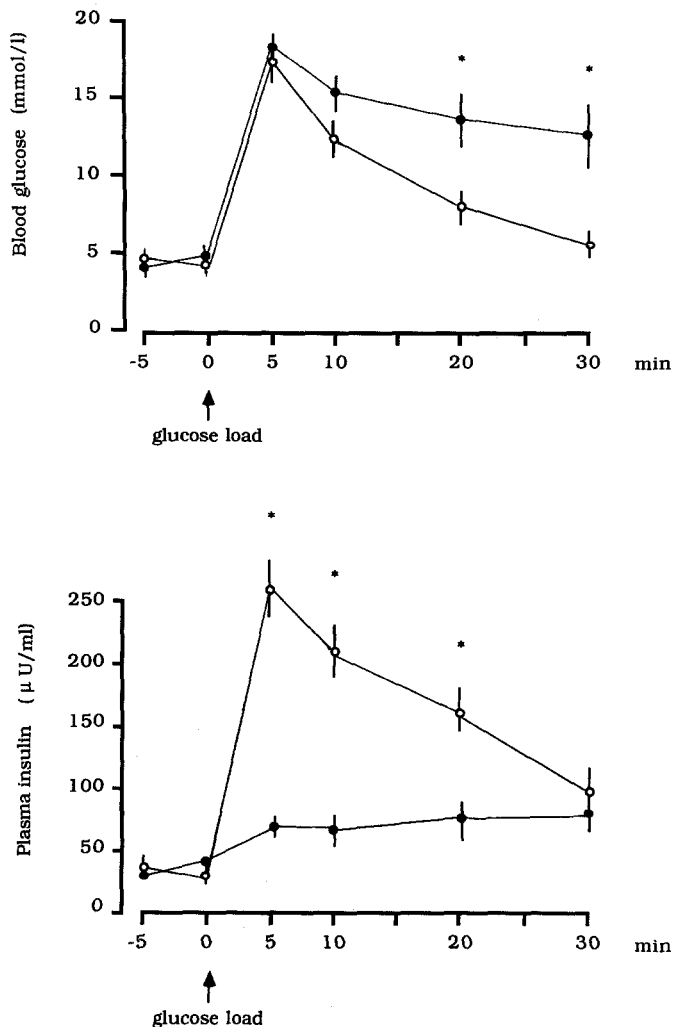 Blood glucose (mmol/l)
20
*
*
15
10
5
0
-5 0 5 10 20 30 min
glucose load
Plasma insulin (μ U/ml)
*
*
*
250
200
150
100
50
0
-5 0 5 10 20 30 min
glucose load